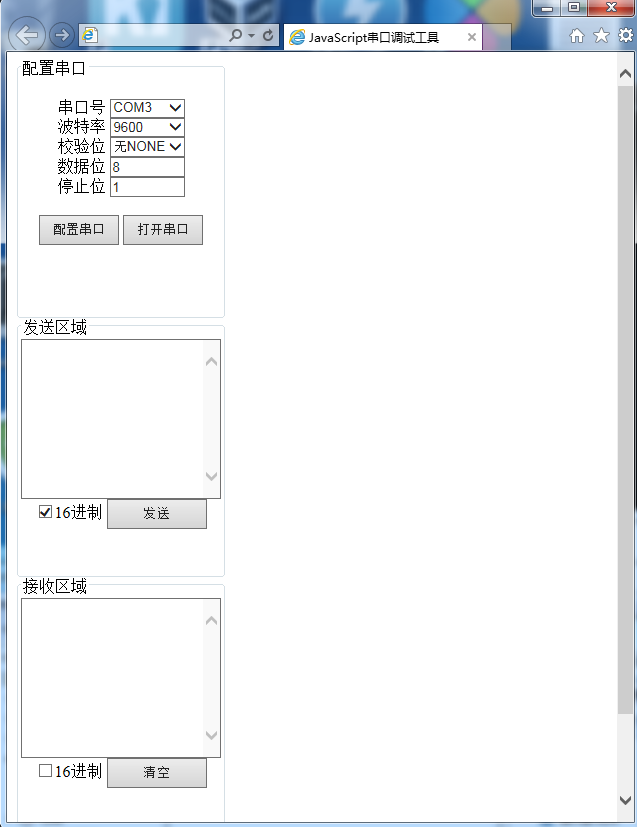 JavaScript串口调试工具
配置串口
串口号 COM3
波特率 9600
校验位 无NONE
数据位 8
停止位 1
配置串口 打开串口
发送区域
16进制 发送
接收区域
16进制 清空